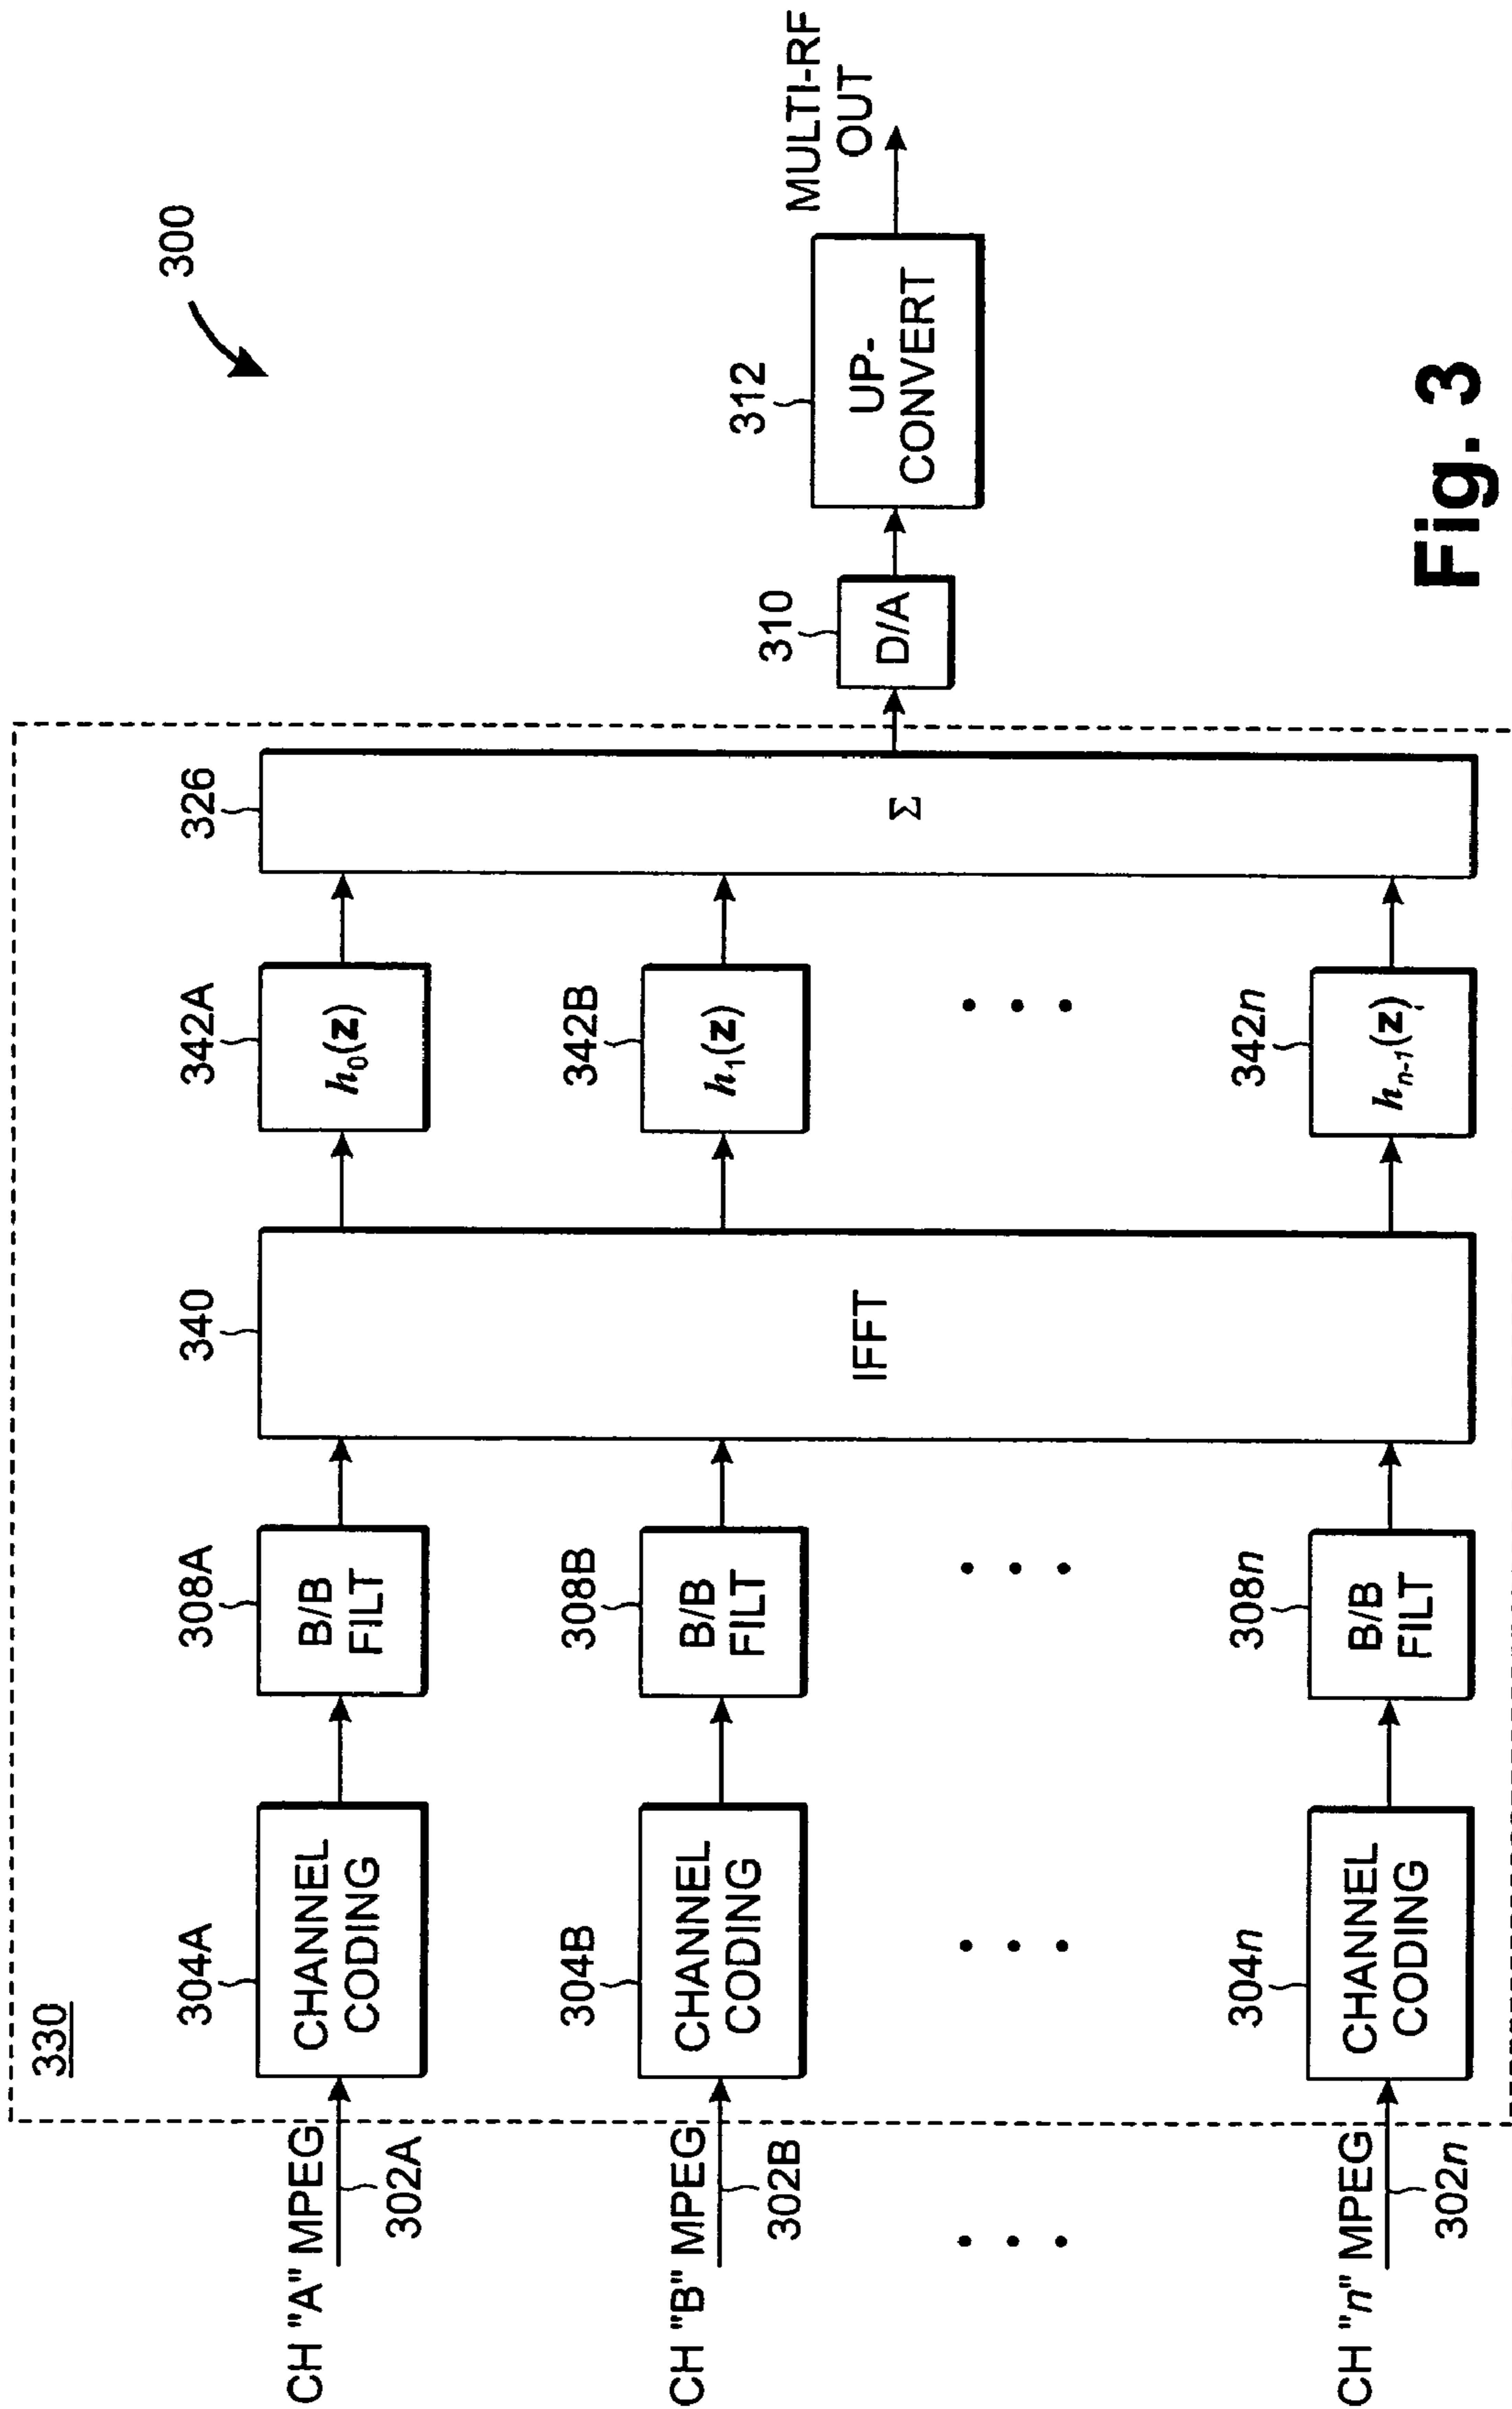 300
330
CH "A" MPEG
302A
304A
CHANNEL
CODING
308A
B/B
FILT
340
IFFT
342A
h0(z)
326
Σ
310
D/A
312
UP-
CONVERT
MULTI-RF
OUT
CH "B" MPEG
302B
304B
CHANNEL
CODING
308B
B/B
FILT
342B
h1(z)
CH "n" MPEG
302n
304n
CHANNEL
CODING
308n
B/B
FILT
342n
hn-1(z)
Fig. 3